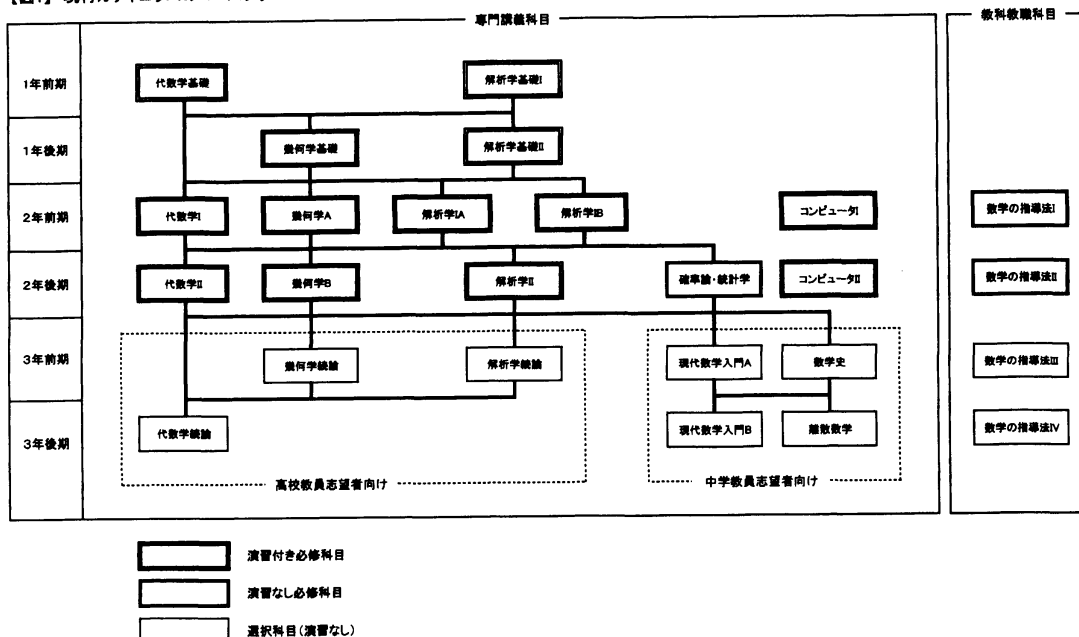 専門講義科目
教科教職科目
1年前期
代数学基礎
解析学基礎I
1年後期
幾何学基礎
解析学基礎II
2年前期
代数学I
幾何学A
解析学IA
解析学IB
コンピュータI
数学の指導法I
2年後期
代数学II
幾何学B
解析学II
確率論・統計学
コンピュータII
数学の指導法II
3年前期
幾何学続論
解析学続論
現代数学入門A
数学史
数学の指導法III
3年後期
代数学続論
現代数学入門B
離散数学
数学の指導法IV
高校教員志望者向け
中学教員志望者向け
演習付き必修科目
演習なし必修科目
選択科目(演習なし)